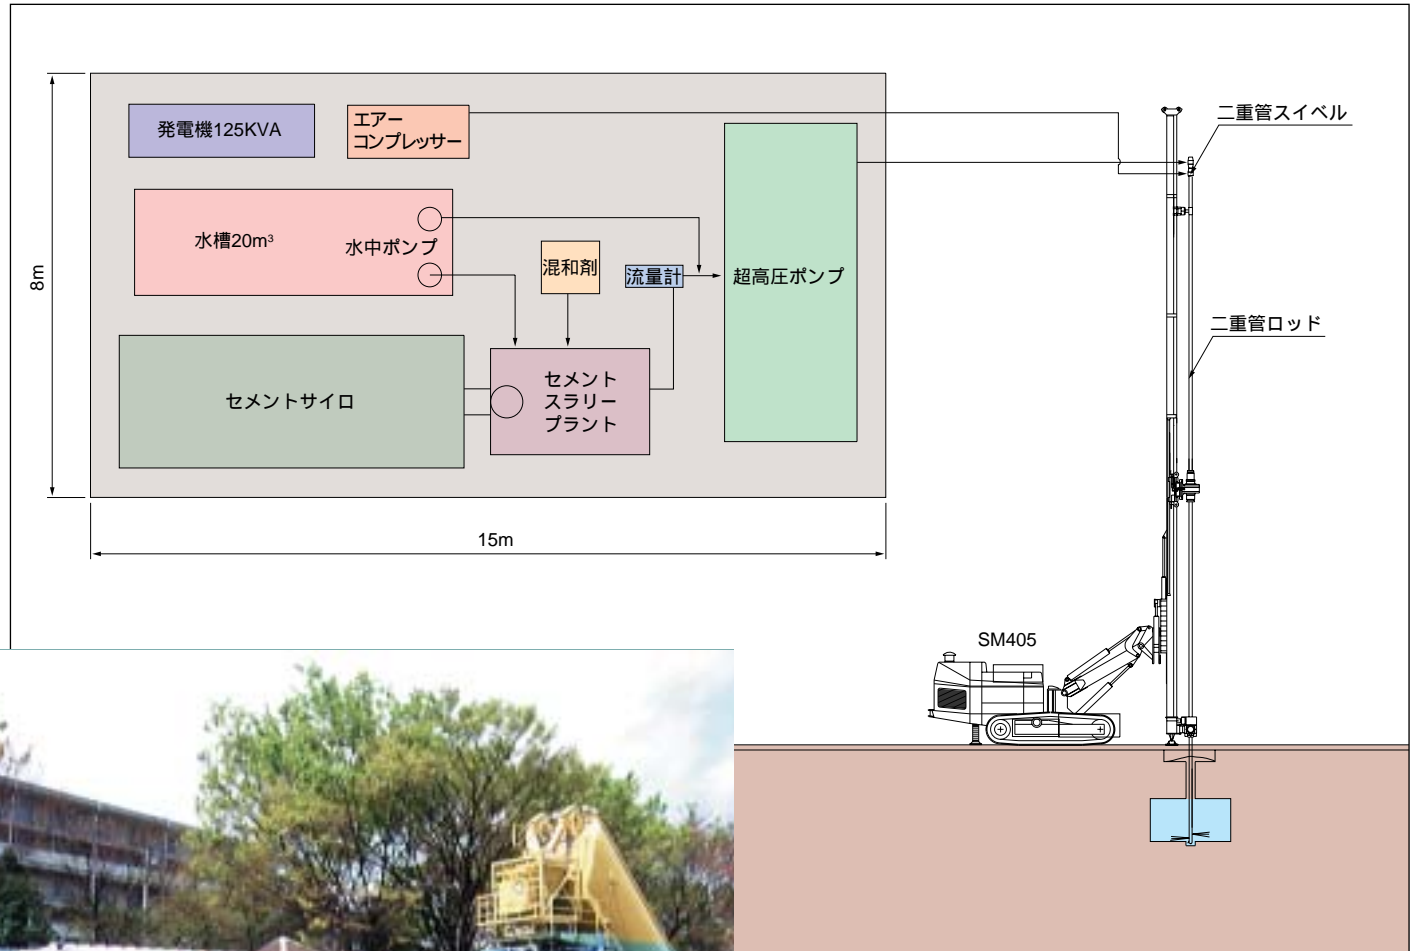 発電機125KVA
エアー
コンプレッサー
二重管スイベル
水槽20m³
水中ポンプ
混和剤
流量計
超高圧ポンプ
8m
二重管ロッド
セメントサイロ
セメント
スラリー
プラント
15m
SM405